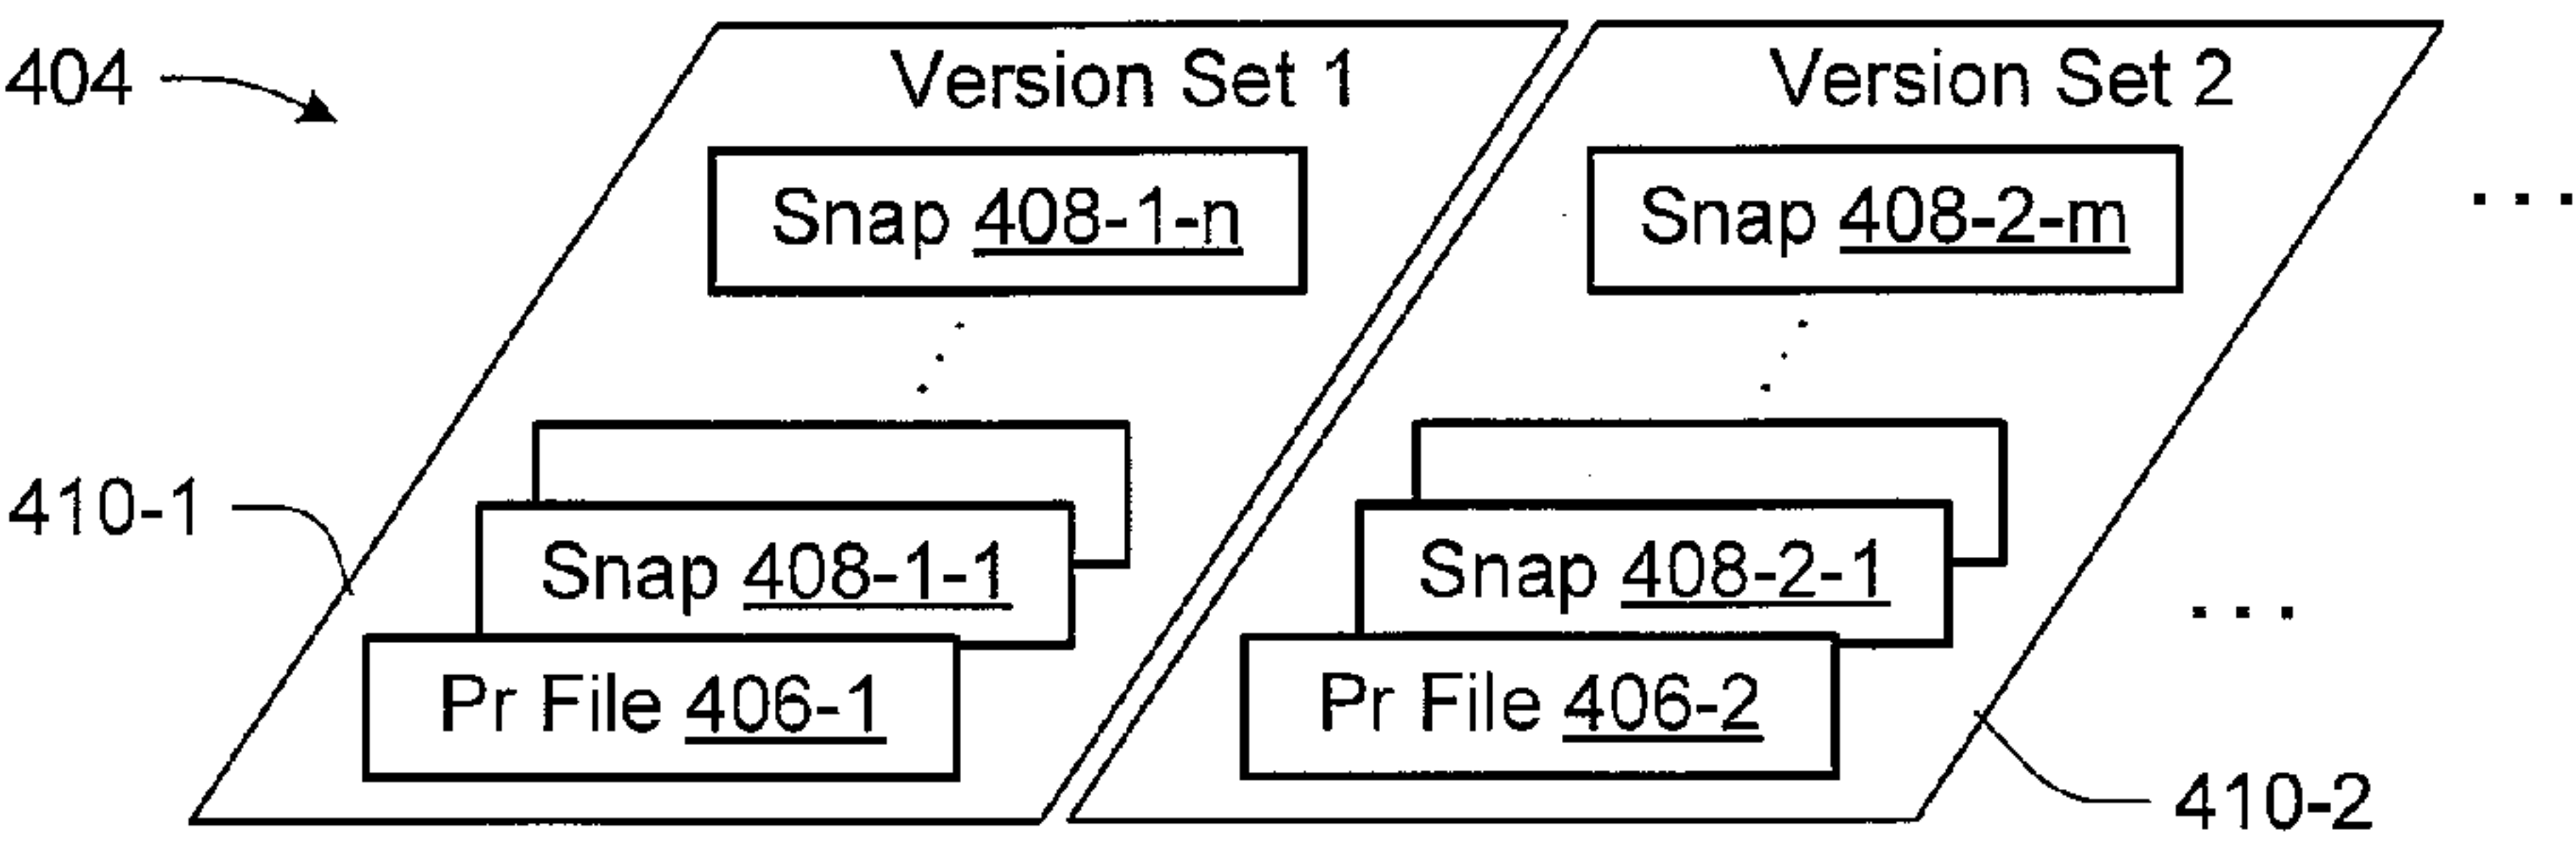 404
Version Set 1
Version Set 2
Snap 408-1-n
Snap 408-2-m
. . .
410-1
Snap 408-1-1
Snap 408-2-1
. . .
Pr File 406-1
Pr File 406-2
410-2